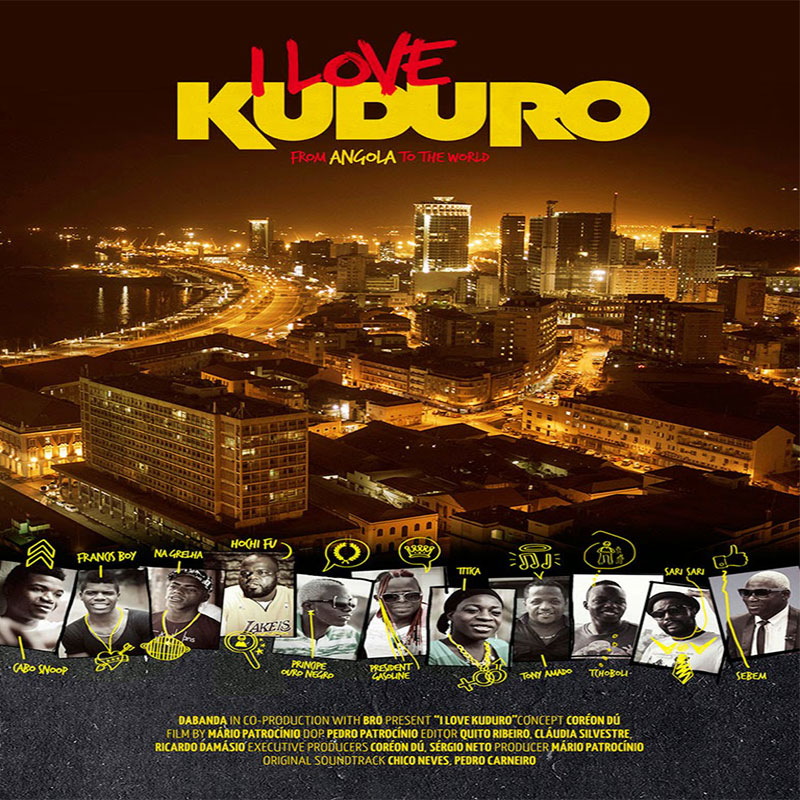 I LOVE
KUDURO
FROM ANGOLA TO THE WORLD
HOCHI FU
FRANCIS BOY
NA GRELHA
TITICA
SARI SARI
LAKERS
CABO SNOOP
PRINCIPE
OURO NEGRO
PRESIDENT
GASOLINE
TONY AMADO
TCHOBOLI
SEBEM
DABANDA IN CO-PRODUCTION WITH BRO PRESENT "I LOVE KUDURO" CONCEPT CORÉON DÚ
FILM BY MÁRIO PATROCÍNIO DOP PEDRO PATROCÍNIO EDITOR QUITO RIBEIRO, CLÁUDIA SILVESTRE,
RICARDO DAMÁSIO EXECUTIVE PRODUCERS CORÉON DÚ, SÉRGIO NETO PRODUCER MÁRIO PATROCÍNIO
ORIGINAL SOUNDTRACK CHICO NEVES, PEDRO CARNEIRO